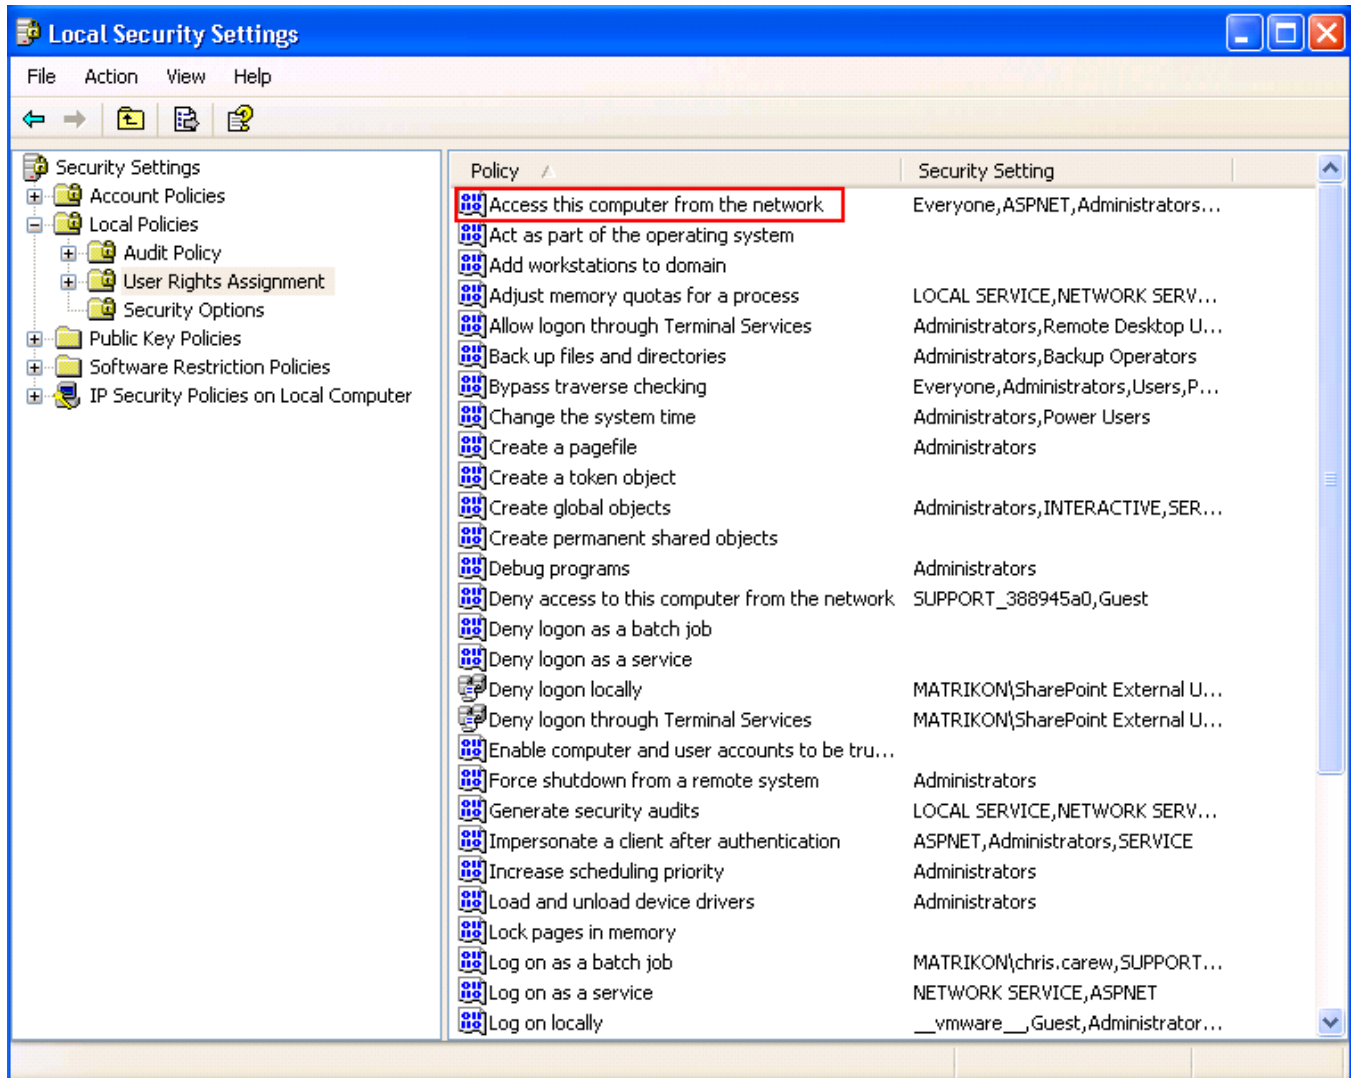 Local Security Settings
File Action View Help
Security Settings
Account Policies
Local Policies
Audit Policy
User Rights Assignment
Security Options
Public Key Policies
Software Restriction Policies
IP Security Policies on Local Computer
Policy Security Setting
Access this computer from the network Everyone,ASPNET,Administrators...
Act as part of the operating system
Add workstations to domain
Adjust memory quotas for a process LOCAL SERVICE,NETWORK SERV...
Allow logon through Terminal Services Administrators,Remote Desktop U...
Back up files and directories Administrators,Backup Operators
Bypass traverse checking Everyone,Administrators,Users,P...
Change the system time Administrators,Power Users
Create a pagefile Administrators
Create a token object
Create global objects Administrators,INTERACTIVE,SER...
Create permanent shared objects
Debug programs Administrators
Deny access to this computer from the network SUPPORT_388945a0,Guest
Deny logon as a batch job
Deny logon as a service
Deny logon locally MATRIKON\SharePoint External U...
Deny logon through Terminal Services MATRIKON\SharePoint External U...
Enable computer and user accounts to be tru...
Force shutdown from a remote system Administrators
Generate security audits LOCAL SERVICE,NETWORK SERV...
Impersonate a client after authentication ASPNET,Administrators,SERVICE
Increase scheduling priority Administrators
Load and unload device drivers Administrators
Lock pages in memory
Log on as a batch job MATRIKON\chris.carew,SUPPORT...
Log on as a service NETWORK SERVICE,ASPNET
Log on locally __vmware__,Guest,Administrator...